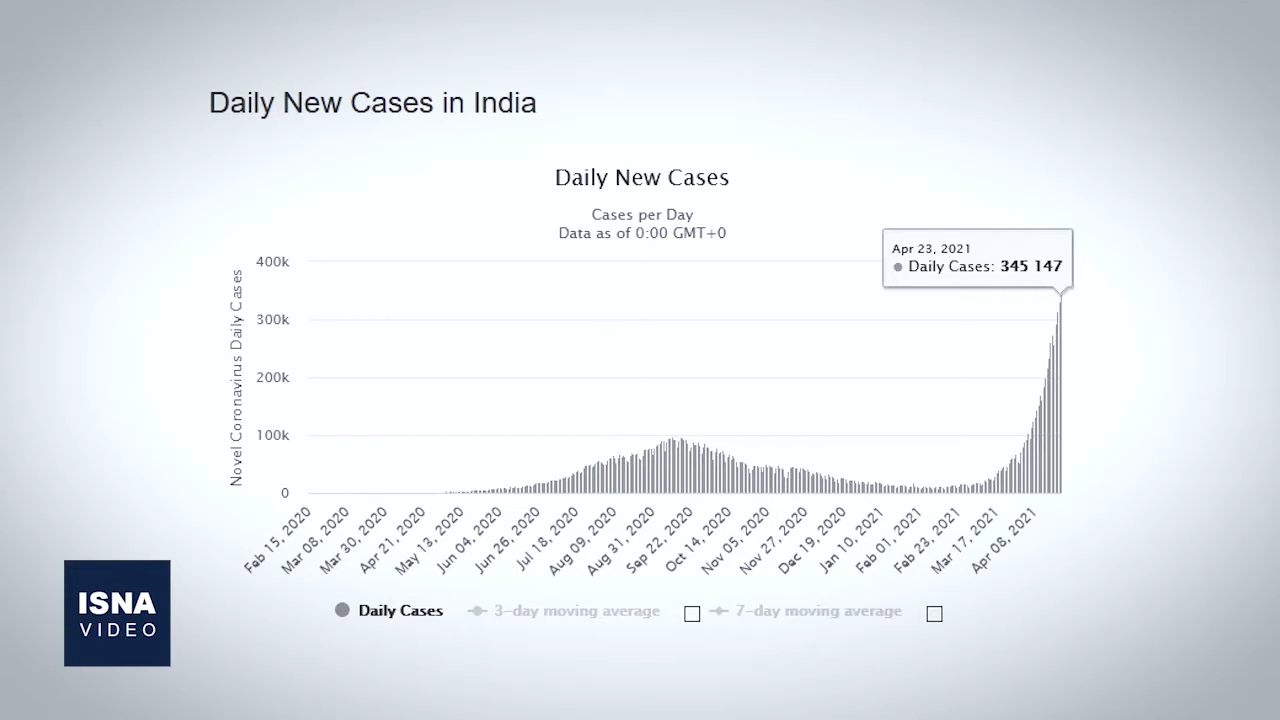 Daily New Cases in India
Daily New Cases
Cases per Day
Data as of 0:00 GMT+0
Apr 23, 2021
Daily Cases: 345 147
Novel Coronavirus Daily Cases
400k
300k
200k
100k
0
Feb 15, 2020
Mar 08, 2020
Mar 30, 2020
Apr 21, 2020
May 13, 2020
Jun 04, 2020
Jun 26, 2020
Jul 18, 2020
Aug 09, 2020
Aug 31, 2020
Sep 22, 2020
Oct 14, 2020
Nov 05, 2020
Nov 27, 2020
Dec 19, 2020
Jan 10, 2021
Feb 01, 2021
Feb 23, 2021
Mar 17, 2021
Apr 08, 2021
Daily Cases
3-day moving average
7-day moving average
ISNA
VIDEO